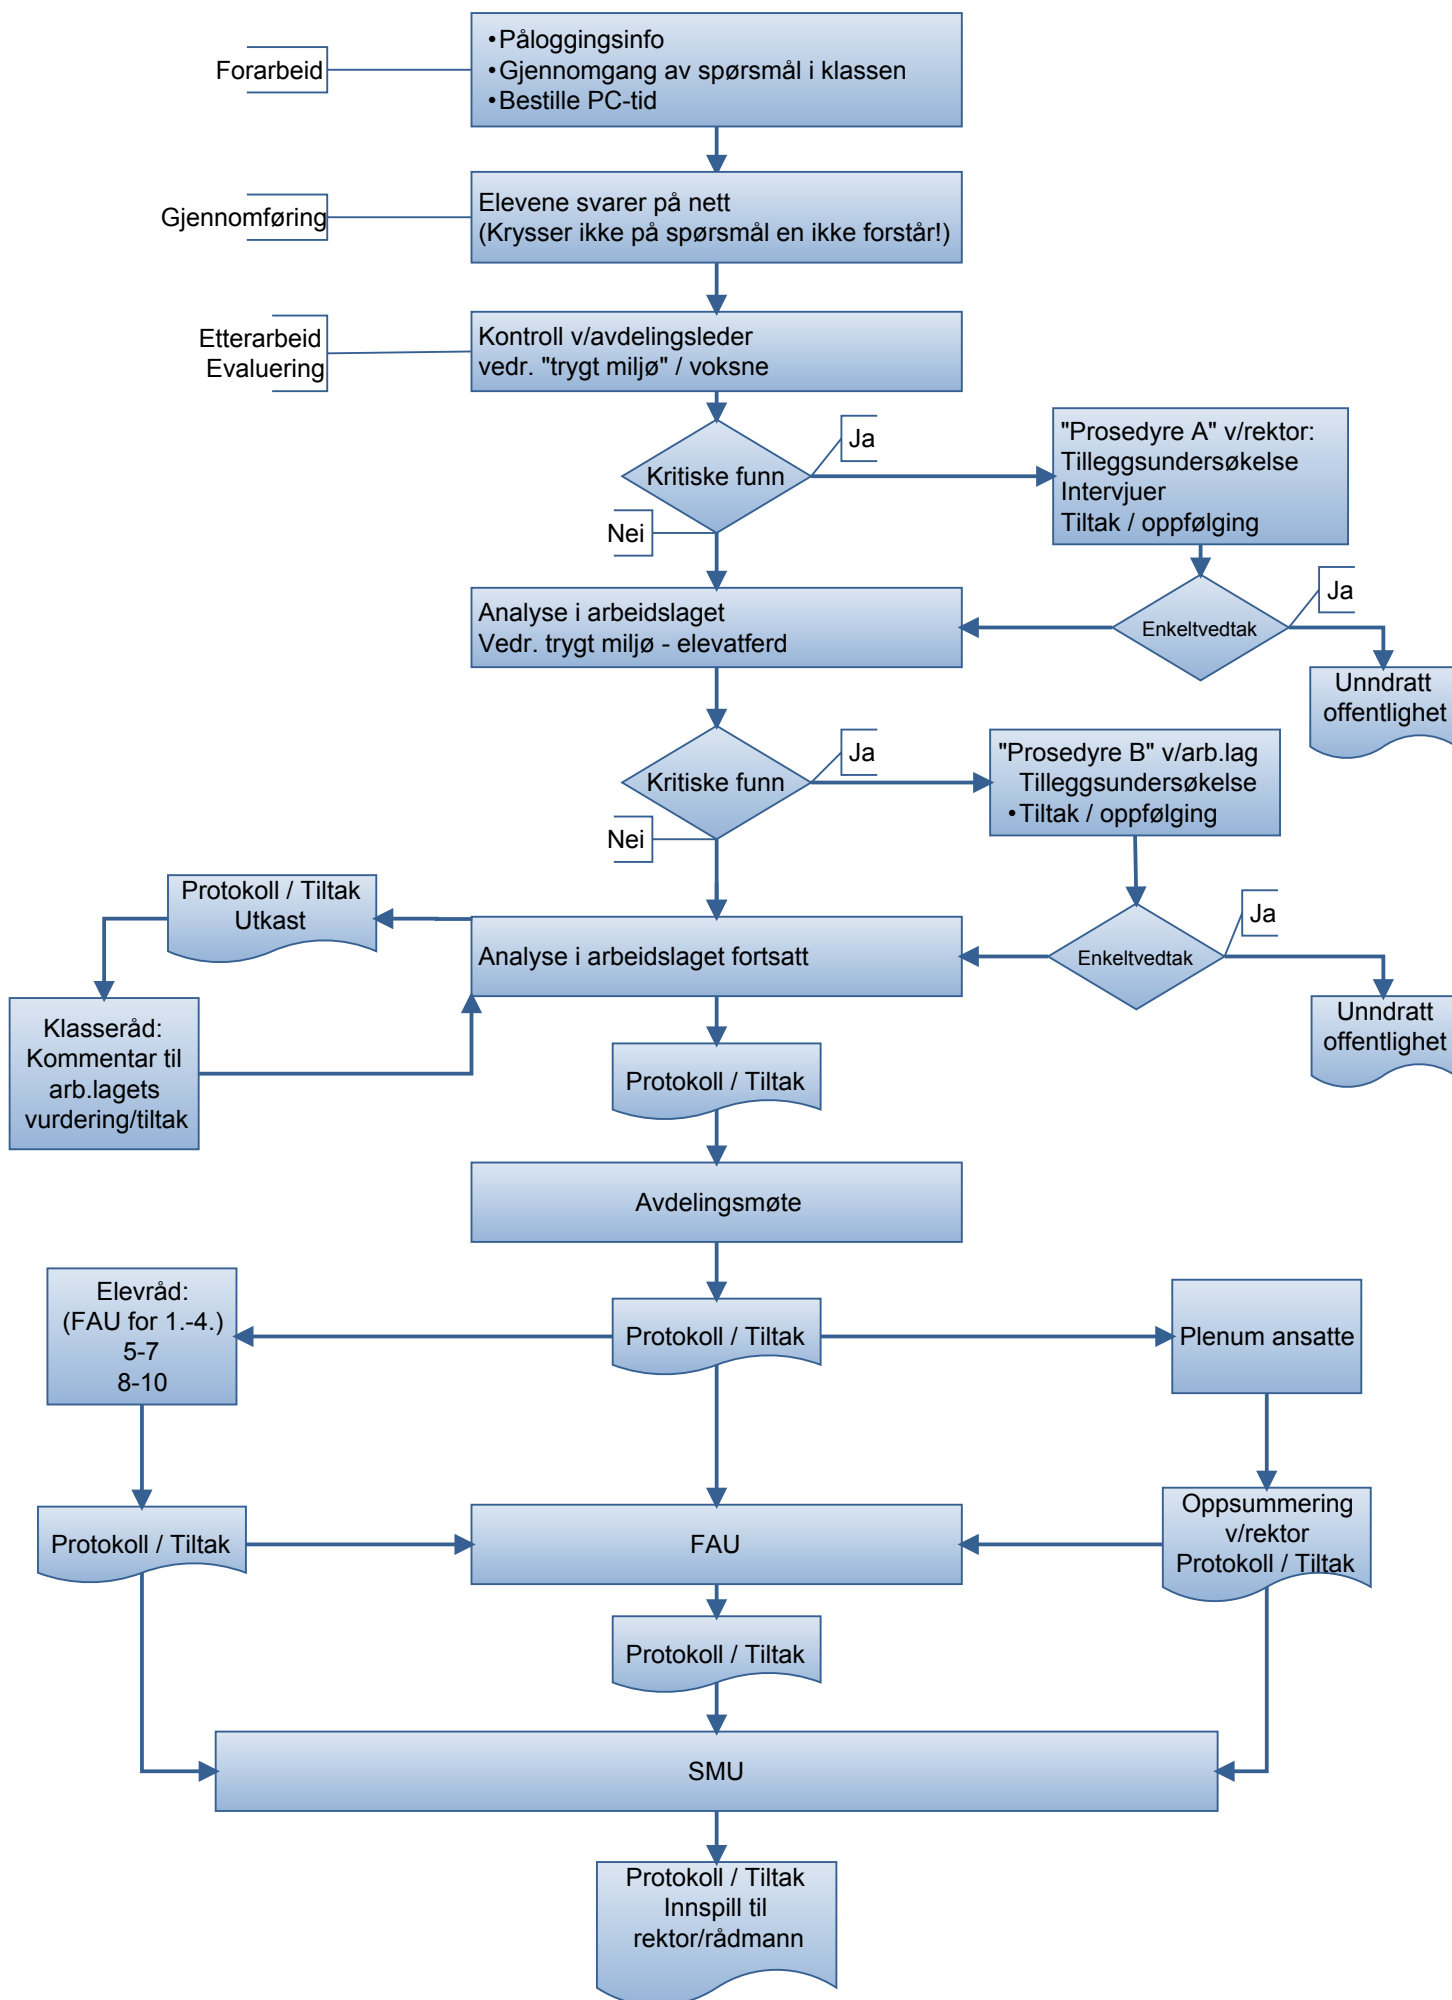 Forarbeid
•Påloggingsinfo
•Gjennomgang av spørsmål i klassen
•Bestille PC-tid
Gjennomføring
Elevene svarer på nett
(Krysser ikke på spørsmål en ikke forstår!)
Etterarbeid
Evaluering
Kontroll v/avdelingsleder
vedr. "trygt miljø" / voksne
Kritiske funn
Ja
Nei
"Prosedyre A" v/rektor:
Tilleggsundersøkelse
Intervjuer
Tiltak / oppfølging
Enkeltvedtak
Ja
Unndratt
offentlighet
Analyse i arbeidslaget
Vedr. trygt miljø - elevatferd
Kritiske funn
Ja
Nei
"Prosedyre B" v/arb.lag
Tilleggsundersøkelse
•Tiltak / oppfølging
Enkeltvedtak
Ja
Unndratt
offentlighet
Protokoll / Tiltak
Utkast
Analyse i arbeidslaget fortsatt
Klasseråd:
Kommentar til
arb.lagets
vurdering/tiltak
Protokoll / Tiltak
Avdelingsmøte
Elevråd:
(FAU for 1.-4.)
5-7
8-10
Protokoll / Tiltak
Plenum ansatte
Protokoll / Tiltak
FAU
Oppsummering
v/rektor
Protokoll / Tiltak
Protokoll / Tiltak
SMU
Protokoll / Tiltak
Innspill til
rektor/rådmann